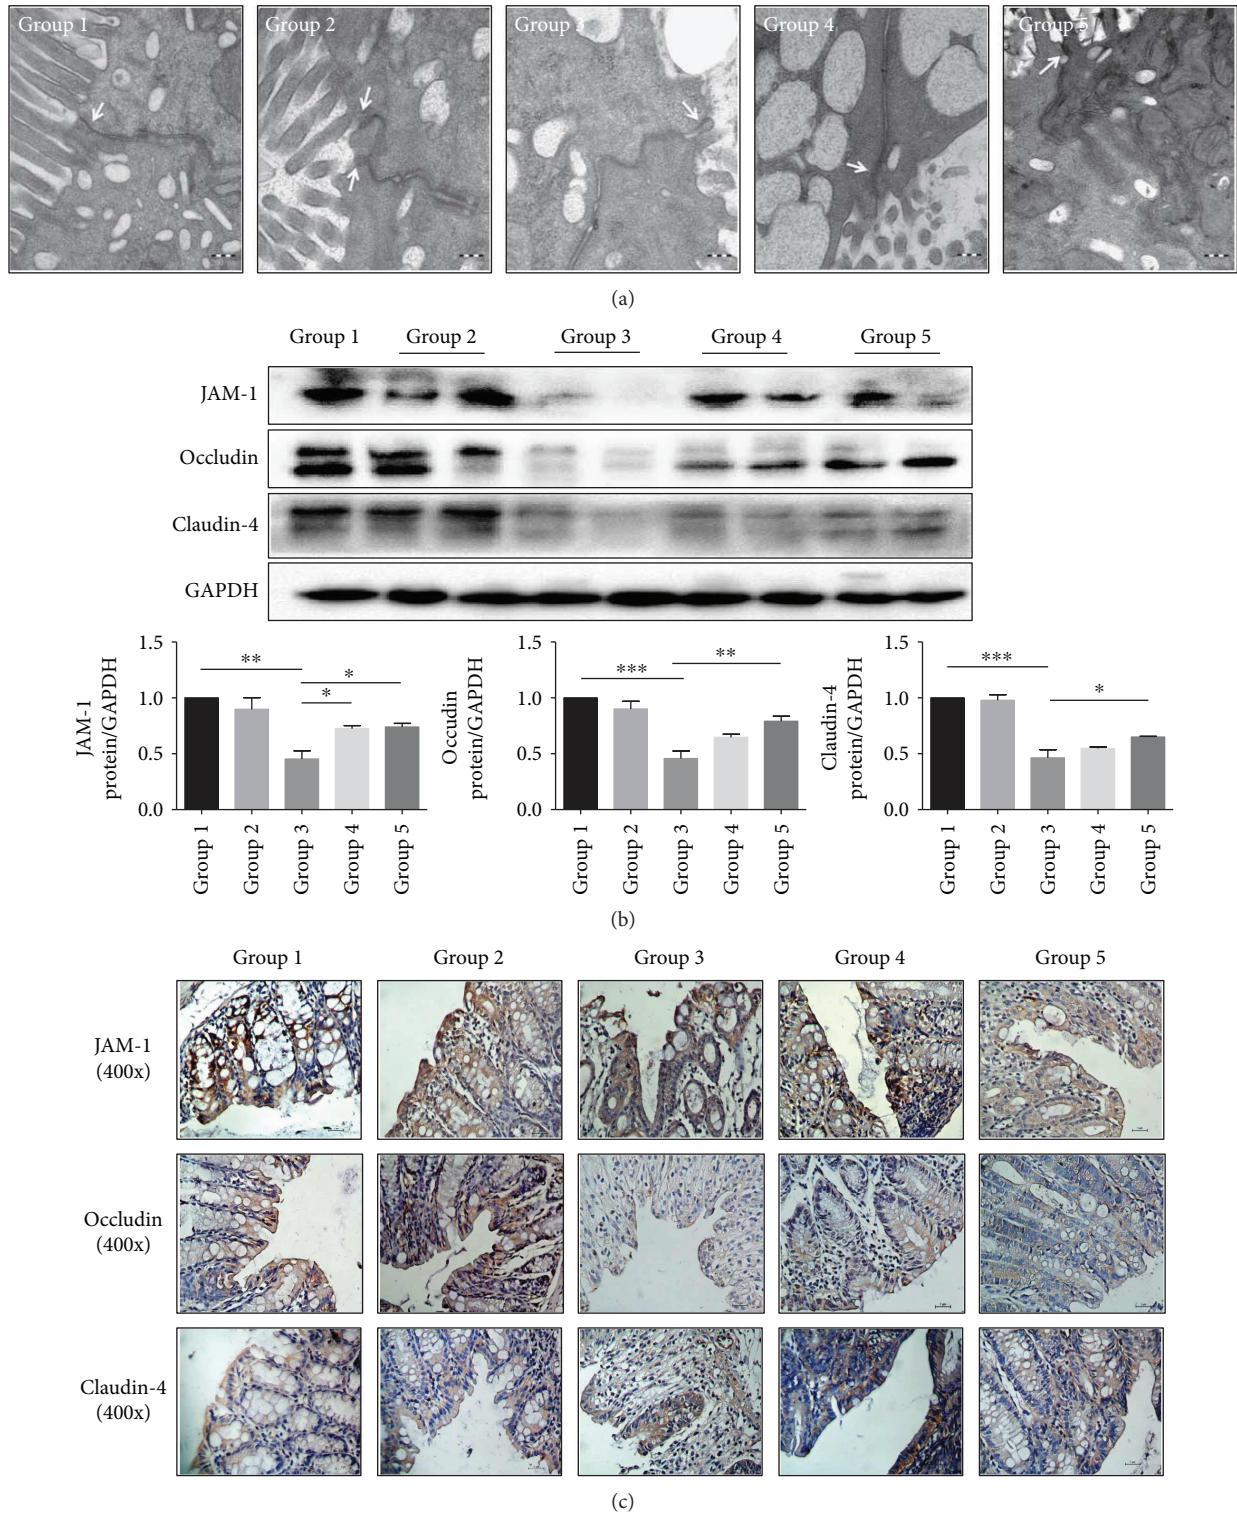 Group 1 Group 2 Group 3 Group 4 Group 5
(a)
Group 1 Group 2 Group 3 Group 4 Group 5
JAM-1
Occludin
Claudin-4
GAPDH
JAM-1
protein/GAPDH
1.5
1.0
0.5
0.0
**
*
*
Group 1
Group 2
Group 3
Group 4
Group 5
Occudin
protein/GAPDH
1.5
1.0
0.5
0.0
***
**
Group 1
Group 2
Group 3
Group 4
Group 5
Claudin-4
protein/GAPDH
1.5
1.0
0.5
0.0
***
*
Group 1
Group 2
Group 3
Group 4
Group 5
(b)
Group 1 Group 2 Group 3 Group 4 Group 5
JAM-1
(400x)
Occludin
(400x)
Claudin-4
(400x)
(c)